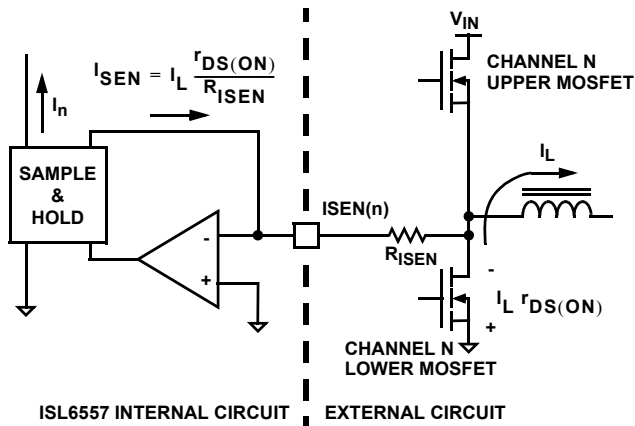 V_IN
CHANNEL N
UPPER MOSFET
I_SEN = I_L r_DS(ON) / R_ISEN
I_n
I_L
SAMPLE
&
HOLD
ISEN(n)
-
+
R_ISEN
-
I_L r_DS(ON)
+
CHANNEL N
LOWER MOSFET
ISL6557 INTERNAL CIRCUIT
EXTERNAL CIRCUIT